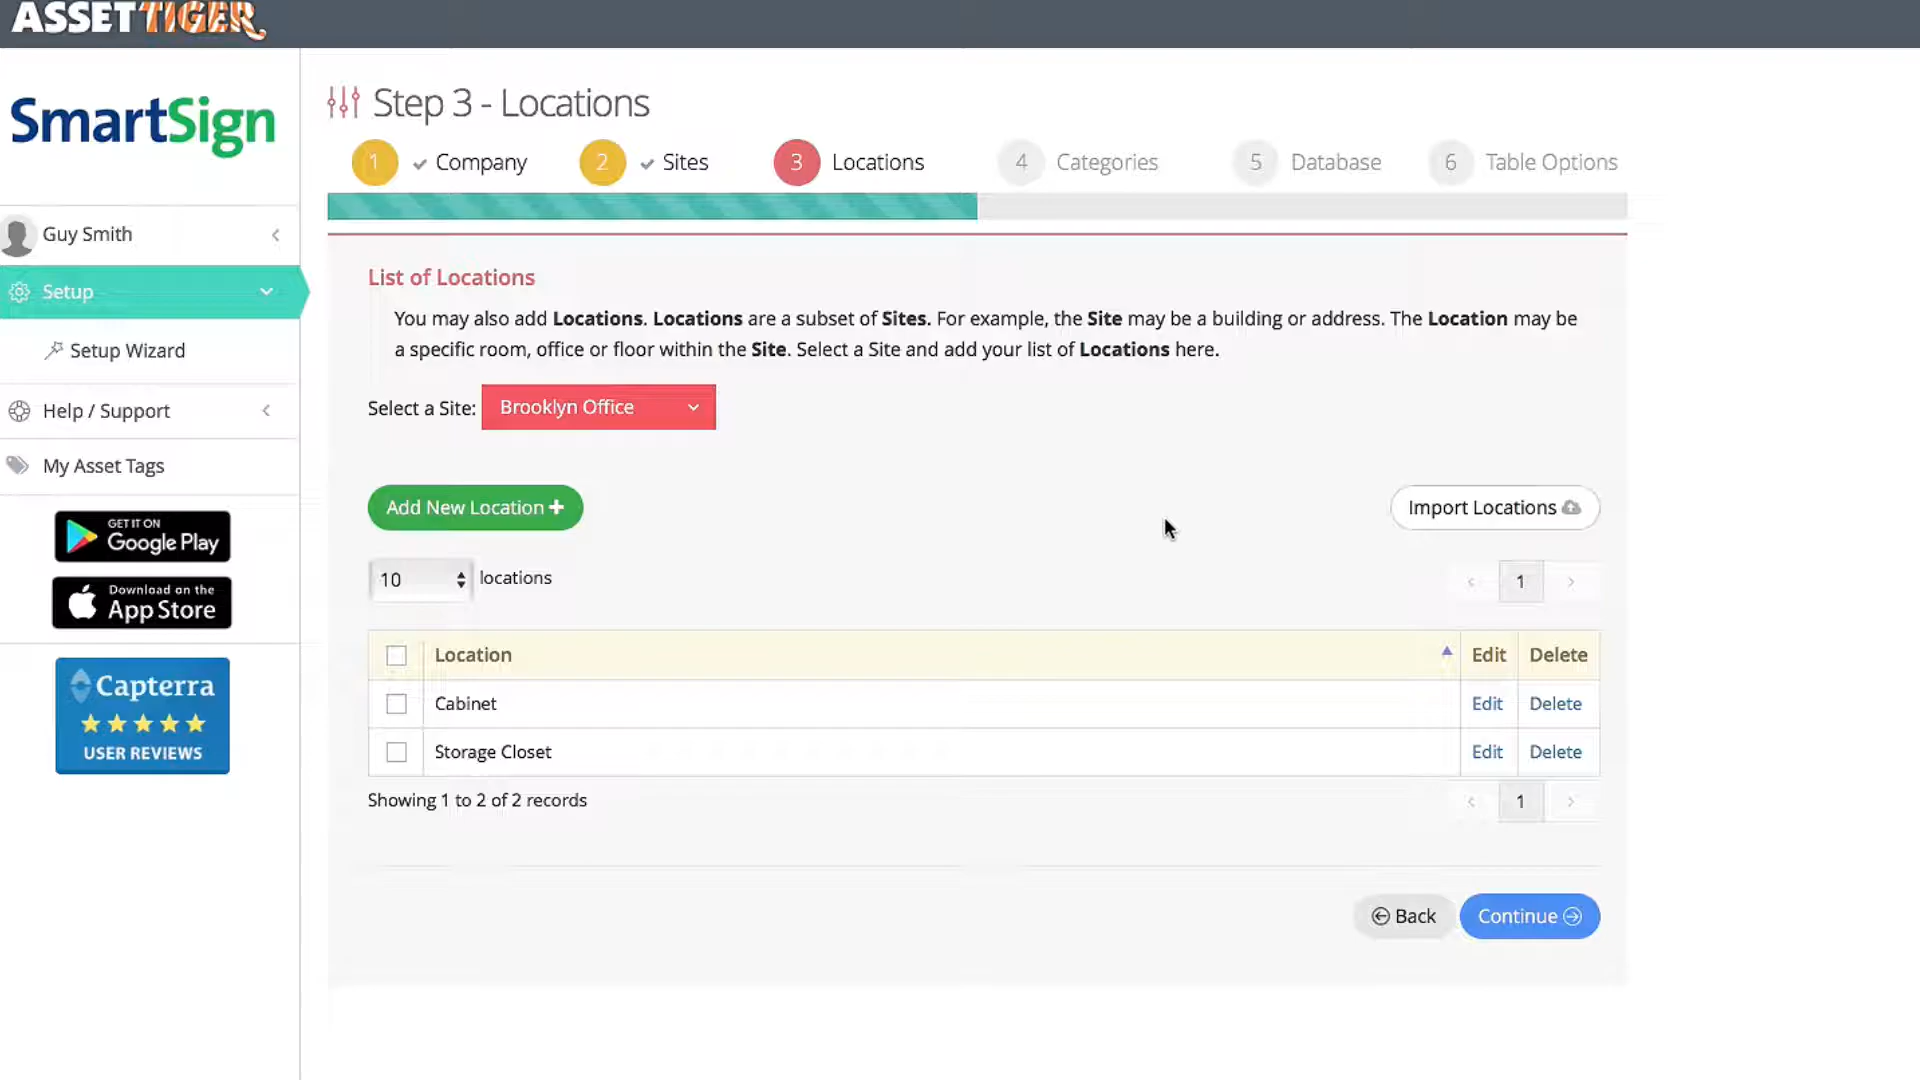 ASSETTIGER
SmartSign
Guy Smith
Setup
Setup Wizard
Help / Support
My Asset Tags
GET IT ON
Google Play
Download on the
App Store
Capterra
USER REVIEWS
Step 3 - Locations
1 Company 2 Sites 3 Locations 4 Categories 5 Database 6 Table Options
List of Locations
You may also add Locations. Locations are a subset of Sites. For example, the Site may be a building or address. The Location may be
a specific room, office or floor within the Site. Select a Site and add your list of Locations here.
Select a Site: Brooklyn Office
Add New Location Import Locations
10 locations 1
Location Edit Delete
Cabinet Edit Delete
Storage Closet Edit Delete
Showing 1 to 2 of 2 records 1
Back Continue